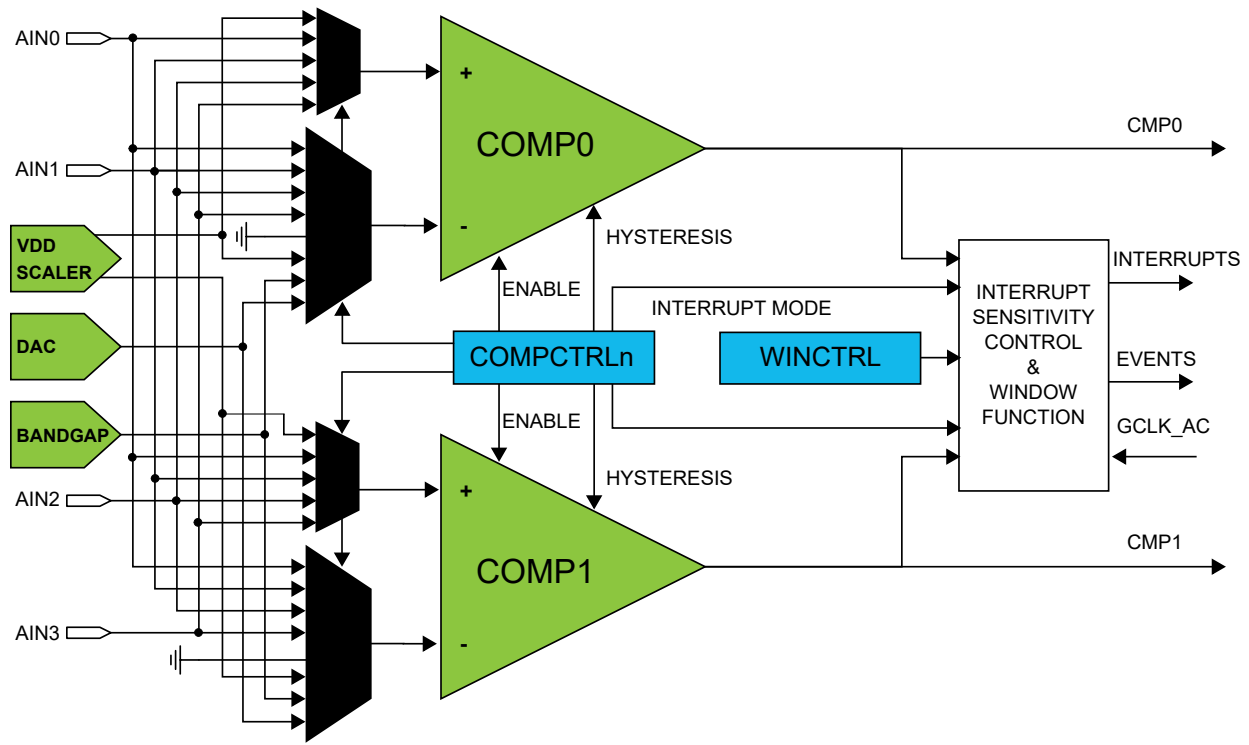 AIN0
+
COMP0
CMP0
AIN1
-
HYSTERESIS
VDD
SCALER
ENABLE
INTERRUPTS
INTERRUPT MODE
INTERRUPT
SENSITIVITY
CONTROL
&
WINDOW
FUNCTION
DAC
COMPCTRLn
WINCTRL
EVENTS
ENABLE
GCLK_AC
BANDGAP
HYSTERESIS
AIN2
+
COMP1
CMP1
AIN3
-